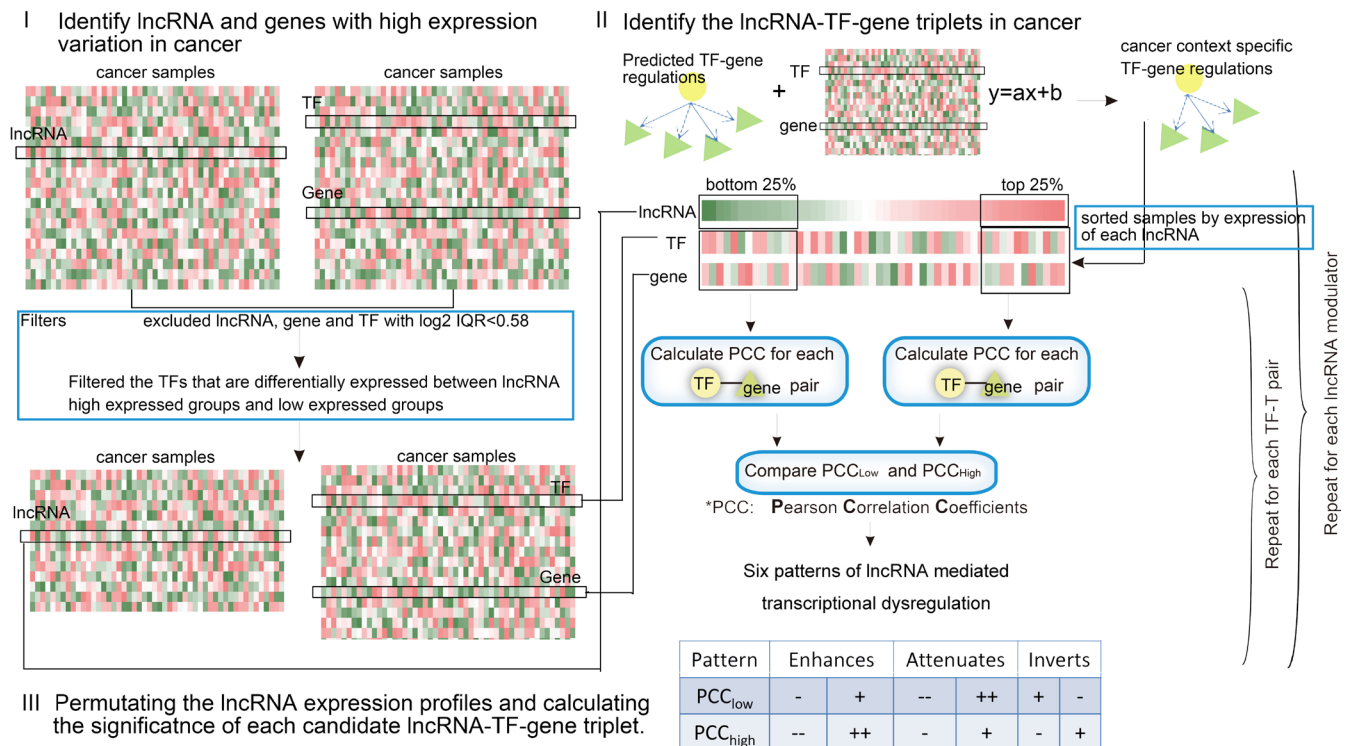 I Identify lncRNA and genes with high expression
variation in cancer
cancer samples
lncRNA
cancer samples
TF
Gene
Filters excluded lncRNA, gene and TF with log2 IQR<0.58
Filtered the TFs that are differentially expressed between lncRNA
high expressed groups and low expressed groups
cancer samples
lncRNA
cancer samples
TF
Gene
II Identify the lncRNA-TF-gene triplets in cancer
Predicted TF-gene
regulations
+
TF
gene
y=ax+b
cancer context specific
TF-gene regulations
bottom 25%
top 25%
lncRNA
TF
gene
sorted samples by expression
of each lncRNA
Calculate PCC for each
TF gene pair
Calculate PCC for each
TF gene pair
Compare PCCLow and PCCHigh
*PCC: Pearson Correlation Coefficients
Six patterns of lncRNA mediated
transcriptional dysregulation
Repeat for each TF-T pair
Repeat for each lncRNA modulator
Pattern Enhances Attenuates Inverts
PCClow - + -- ++ + -
PCChigh -- ++ - + - +
III Permutating the lncRNA expression profiles and calculating
the significatnce of each candidate lncRNA-TF-gene triplet.